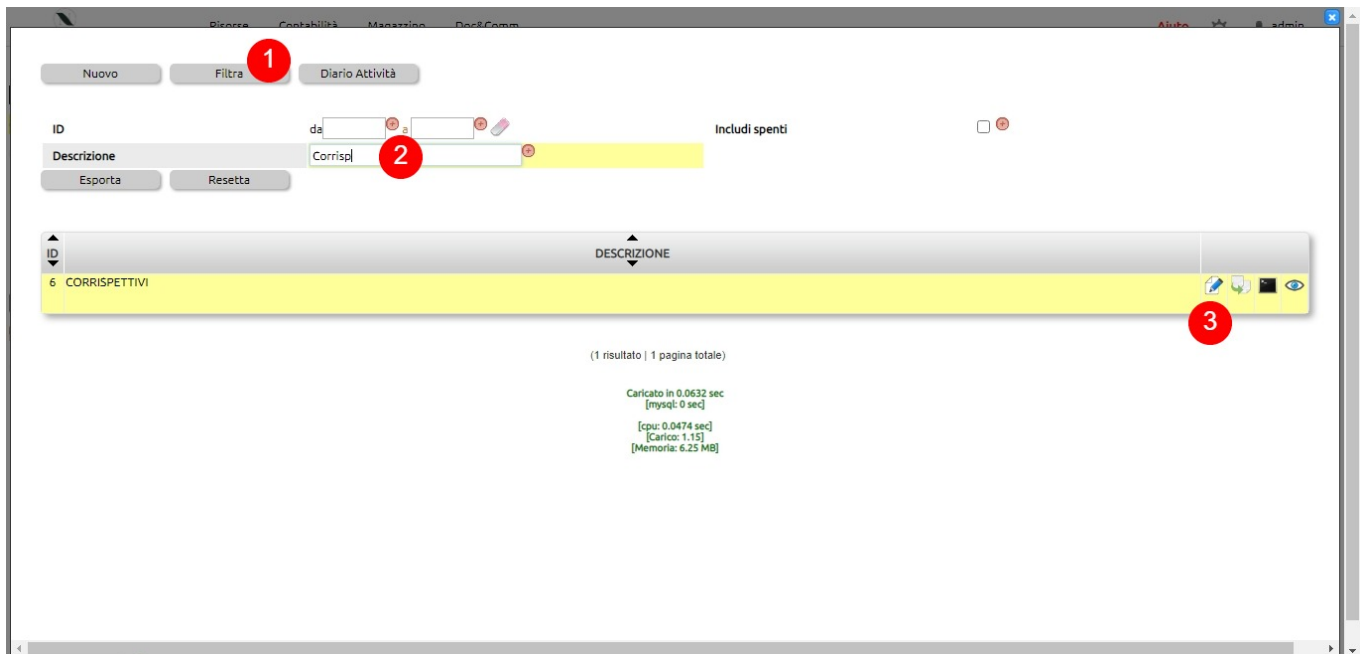 Risorse Contabilità Magazzino Doc&Comm Aiuto admin
1
Nuovo Filtra Diario Attività
ID da a Includi spenti
2
Descrizione Corrisp
Esporta Resetta
ID DESCRIZIONE
6 CORRISPETTIVI
3
(1 risultato | 1 pagina totale)
Caricato in 0.0632 sec
[mysql: 0 sec]
[cpu: 0.0474 sec]
[Carico: 1.15]
[Memoria: 6.25 MB]